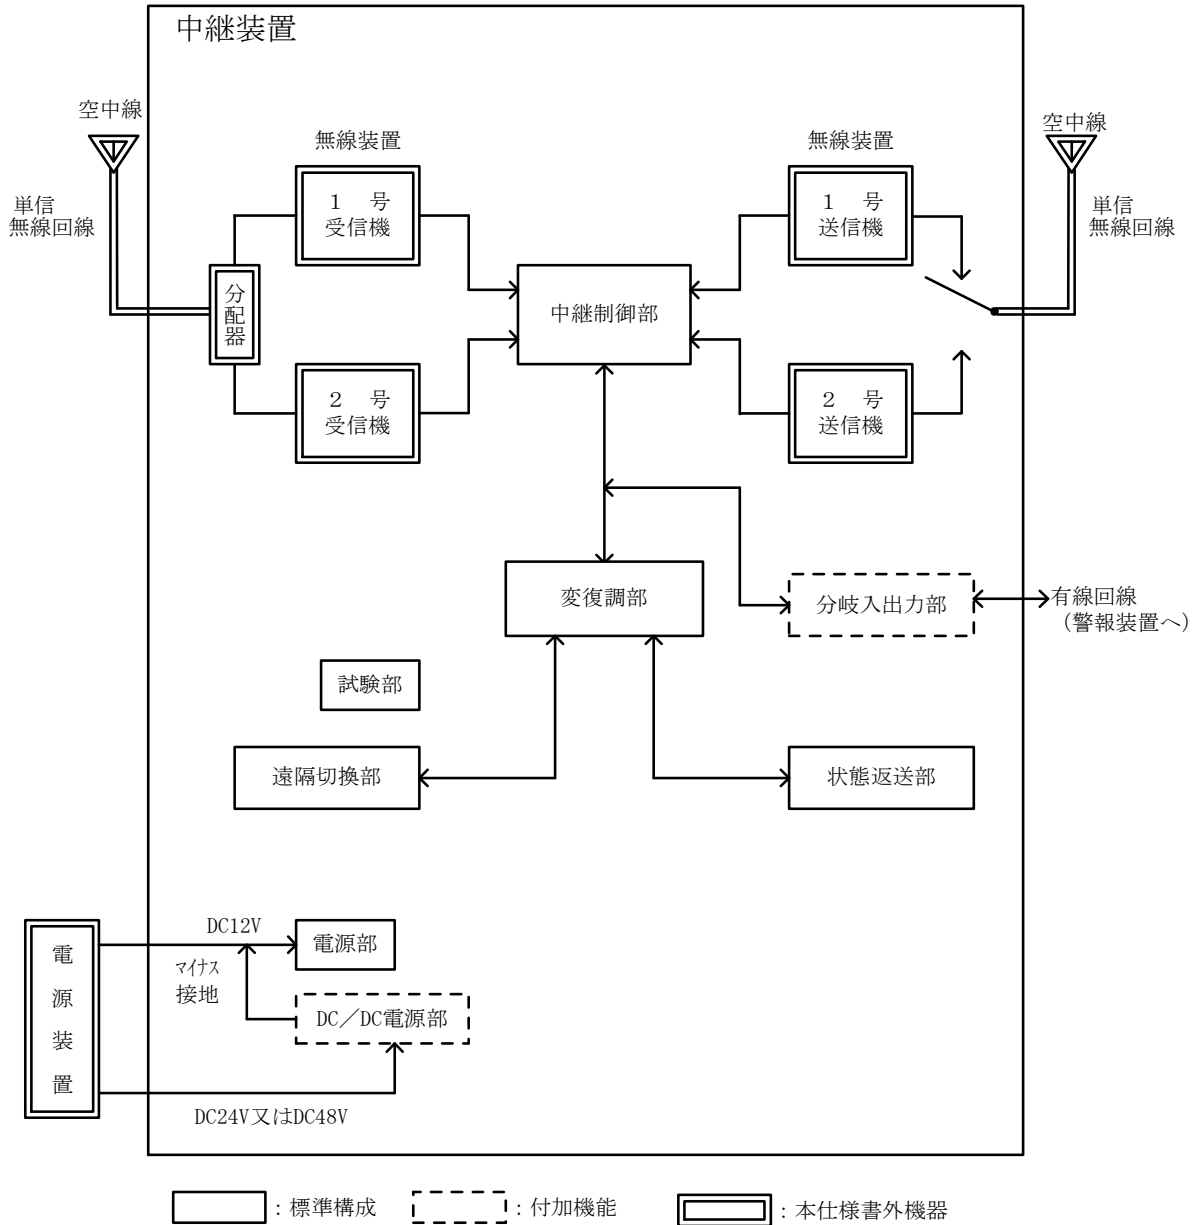 中継装置
空中線
空中線
無線装置
無線装置
単信
無線回線
単信
無線回線
1 号
受信機
1 号
送信機
分配器
中継制御部
2 号
受信機
2 号
送信機
変復調部
分岐入出力部
有線回線
(警報装置へ)
試験部
遠隔切換部
状態返送部
DC12V
電源部
マイナス
接地
電源装置
DC/DC電源部
DC24V又はDC48V
:標準構成
:付加機能
:本仕様書外機器